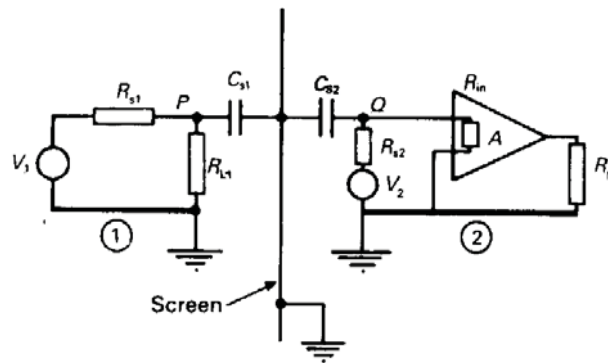 R_s1
P
C_s1
C_s2
Q
R_in
V_1
R_L1
R_s2
V_2
A
R
1
2
Screen